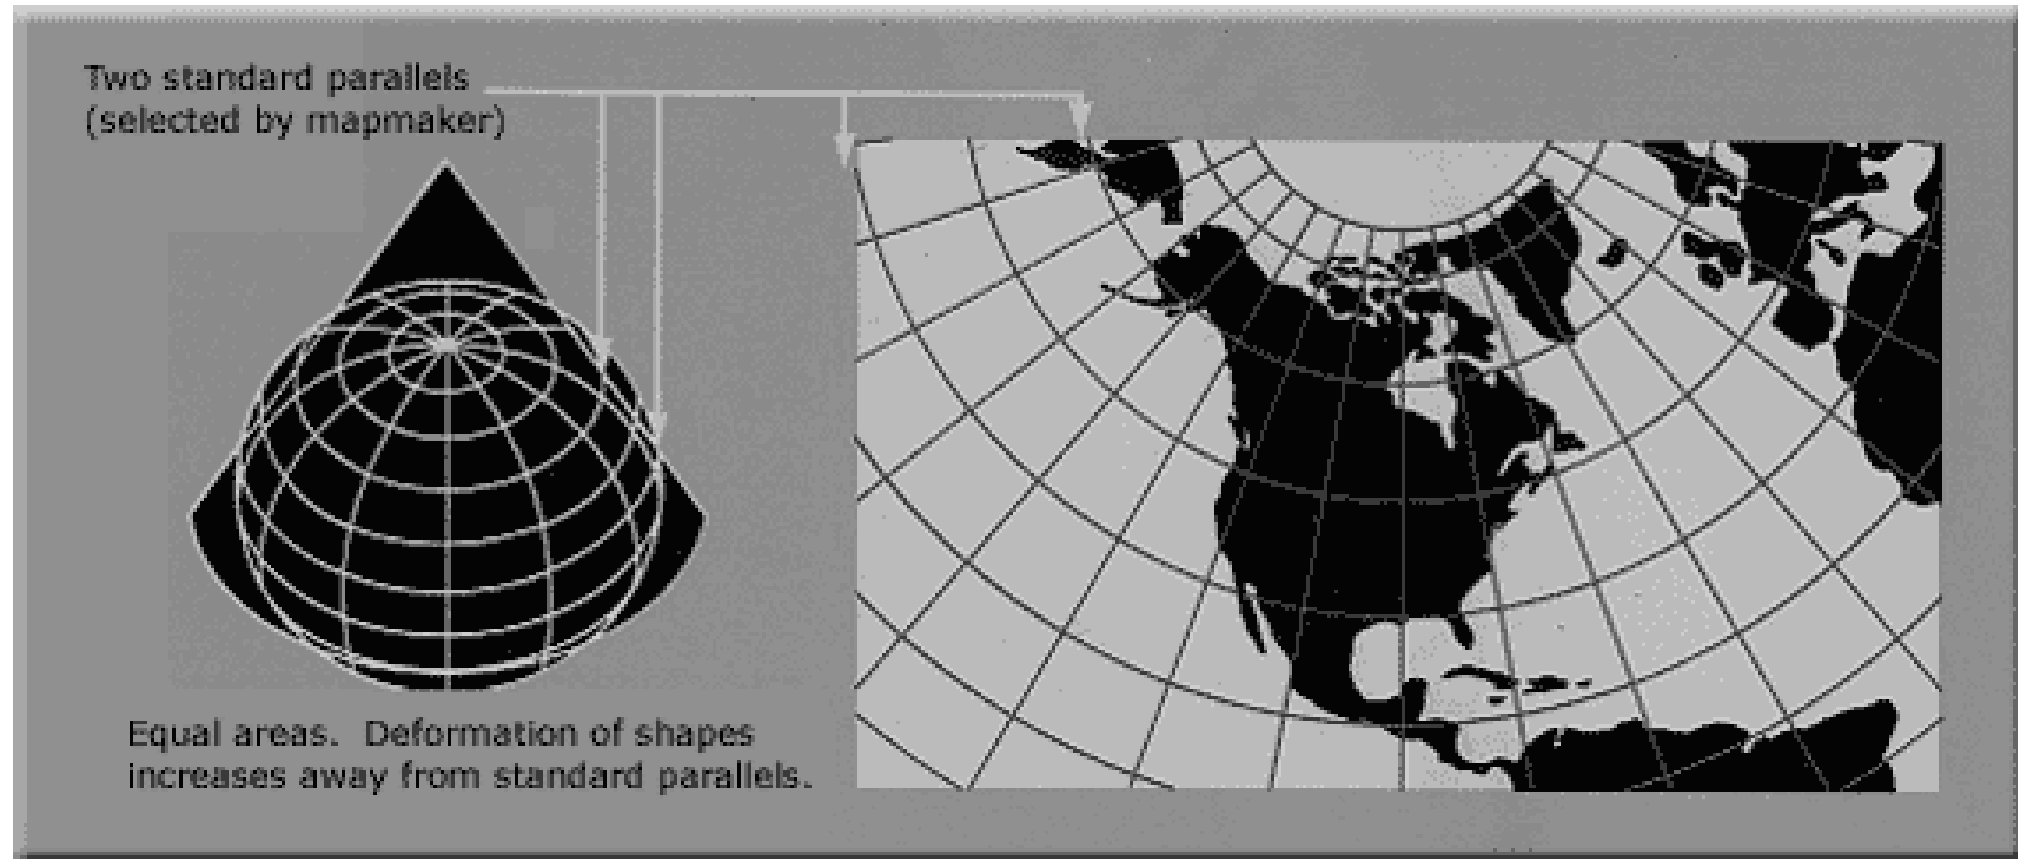 Two standard parallels
(selected by mapmaker)
Equal areas.  Deformation of shapes
increases away from standard parallels.